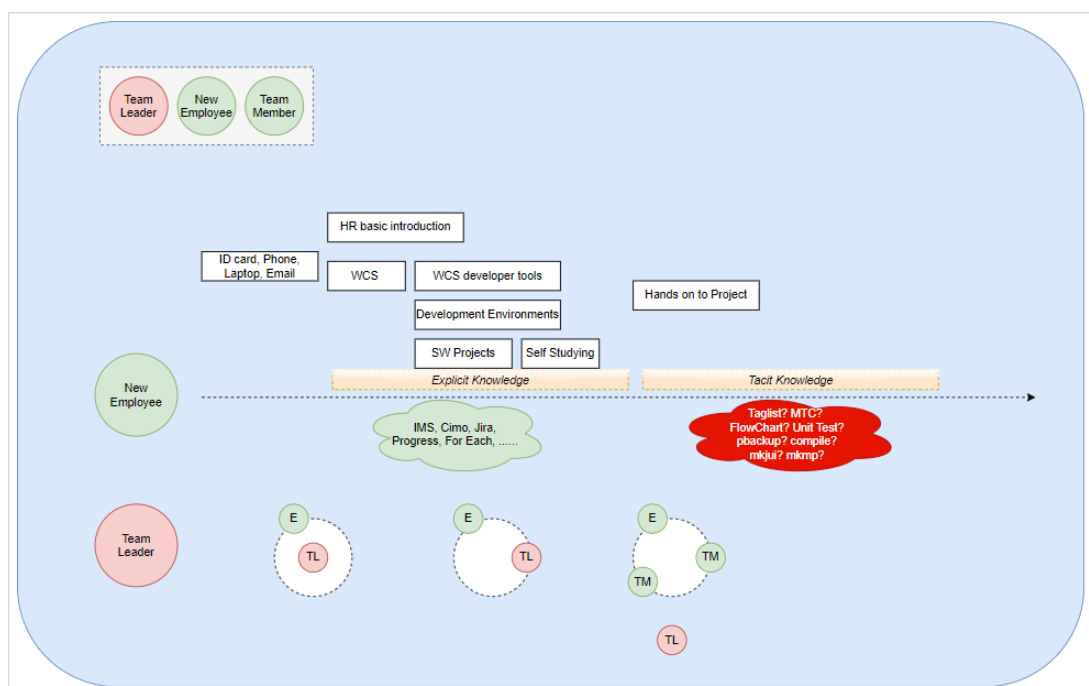 Team
Leader
New
Employee
Team
Member
HR basic introduction
ID card, Phone,
Laptop, Email
WCS
WCS developer tools
Hands on to Project
Development Environments
SW Projects
Self Studying
Explicit Knowledge
Tacit Knowledge
New
Employee
IMS, Cimo, Jira,
Progress, For Each, ......
Taglist? MTC?
FlowChart? Unit Test?
pbackup? compile?
mkjui? mkmp?
Team
Leader
E
TL
E
TL
E
TM
TM
TL